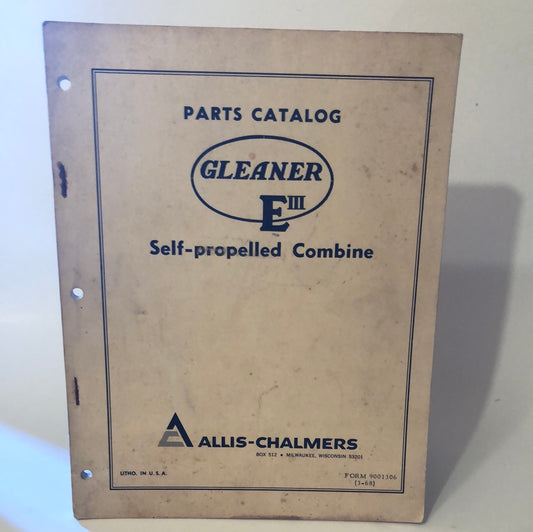 PARTS CATALOG
GLEANER
E III
Self-propelled Combine
ALLIS-CHALMERS
BOX 512 • MILWAUKEE, WISCONSIN 53201
LITHO. IN U.S.A.
FORM 9001306
(3-68)